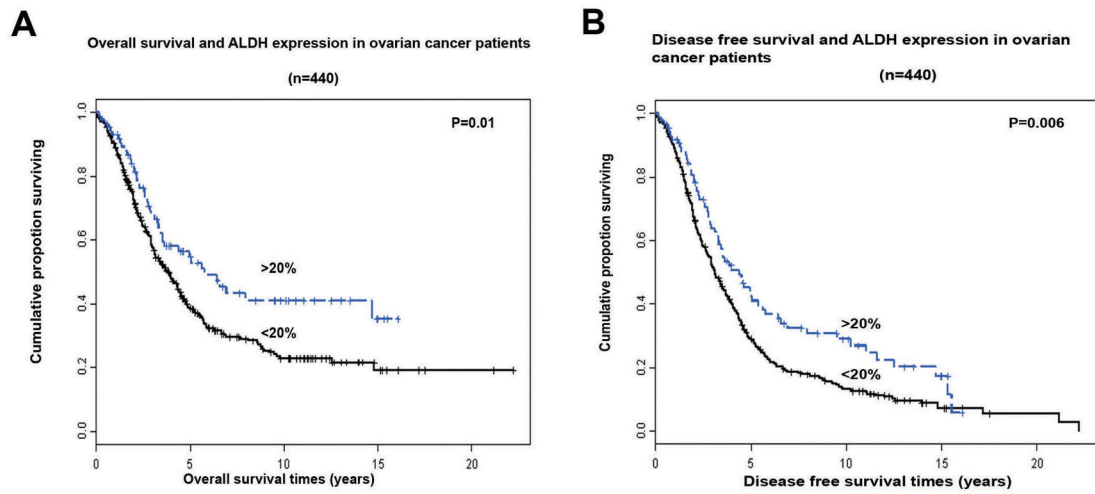 A
Overall survival and ALDH expression in ovarian cancer patients
(n=440)
P=0.01
Cumulative propotion surviving
1.0
0.8
0.6
0.4
0.2
0.0
>20%
<20%
0 5 10 15 20
Overall survival times (years)
B
Disease free survival and ALDH expression in ovarian
cancer patients
(n=440)
P=0.006
Cumulative propotion surviving
1.0
0.8
0.6
0.4
0.2
0.0
>20%
<20%
0 5 10 15 20
Disease free survival times (years)